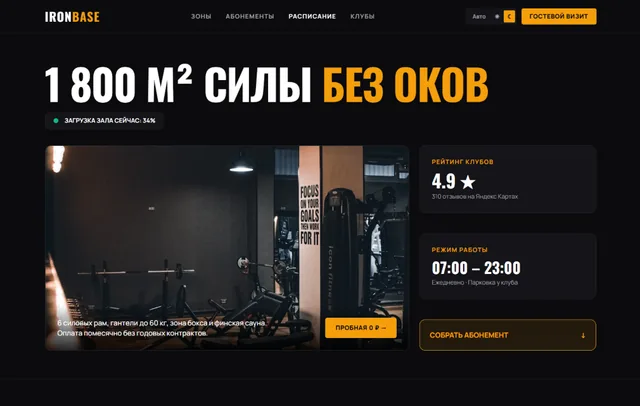 IRONBASE
ЗОНЫ АБОНЕМЕНТЫ РАСПИСАНИЕ КЛУБЫ
Авто
ГОСТЕВОЙ ВИЗИТ
1 800 М² СИЛЫ БЕЗ ОКОВ
ЗАГРУЗКА ЗАЛА СЕЙЧАС: 34%
FOCUS
ON YOUR
GOALS
THEN WORK
FOR IT
6 силовых рам, гантели до 60 кг, зона бокса и финская сауна.
Оплата помесячно без годовых контрактов.
ПРОБНАЯ 0 ₽ →
РЕЙТИНГ КЛУБОВ
4.9 ★
310 отзывов на Яндекс Картах
РЕЖИМ РАБОТЫ
07:00 – 23:00
Ежедневно · Парковка у клуба
СОБРАТЬ АБОНЕМЕНТ ↓